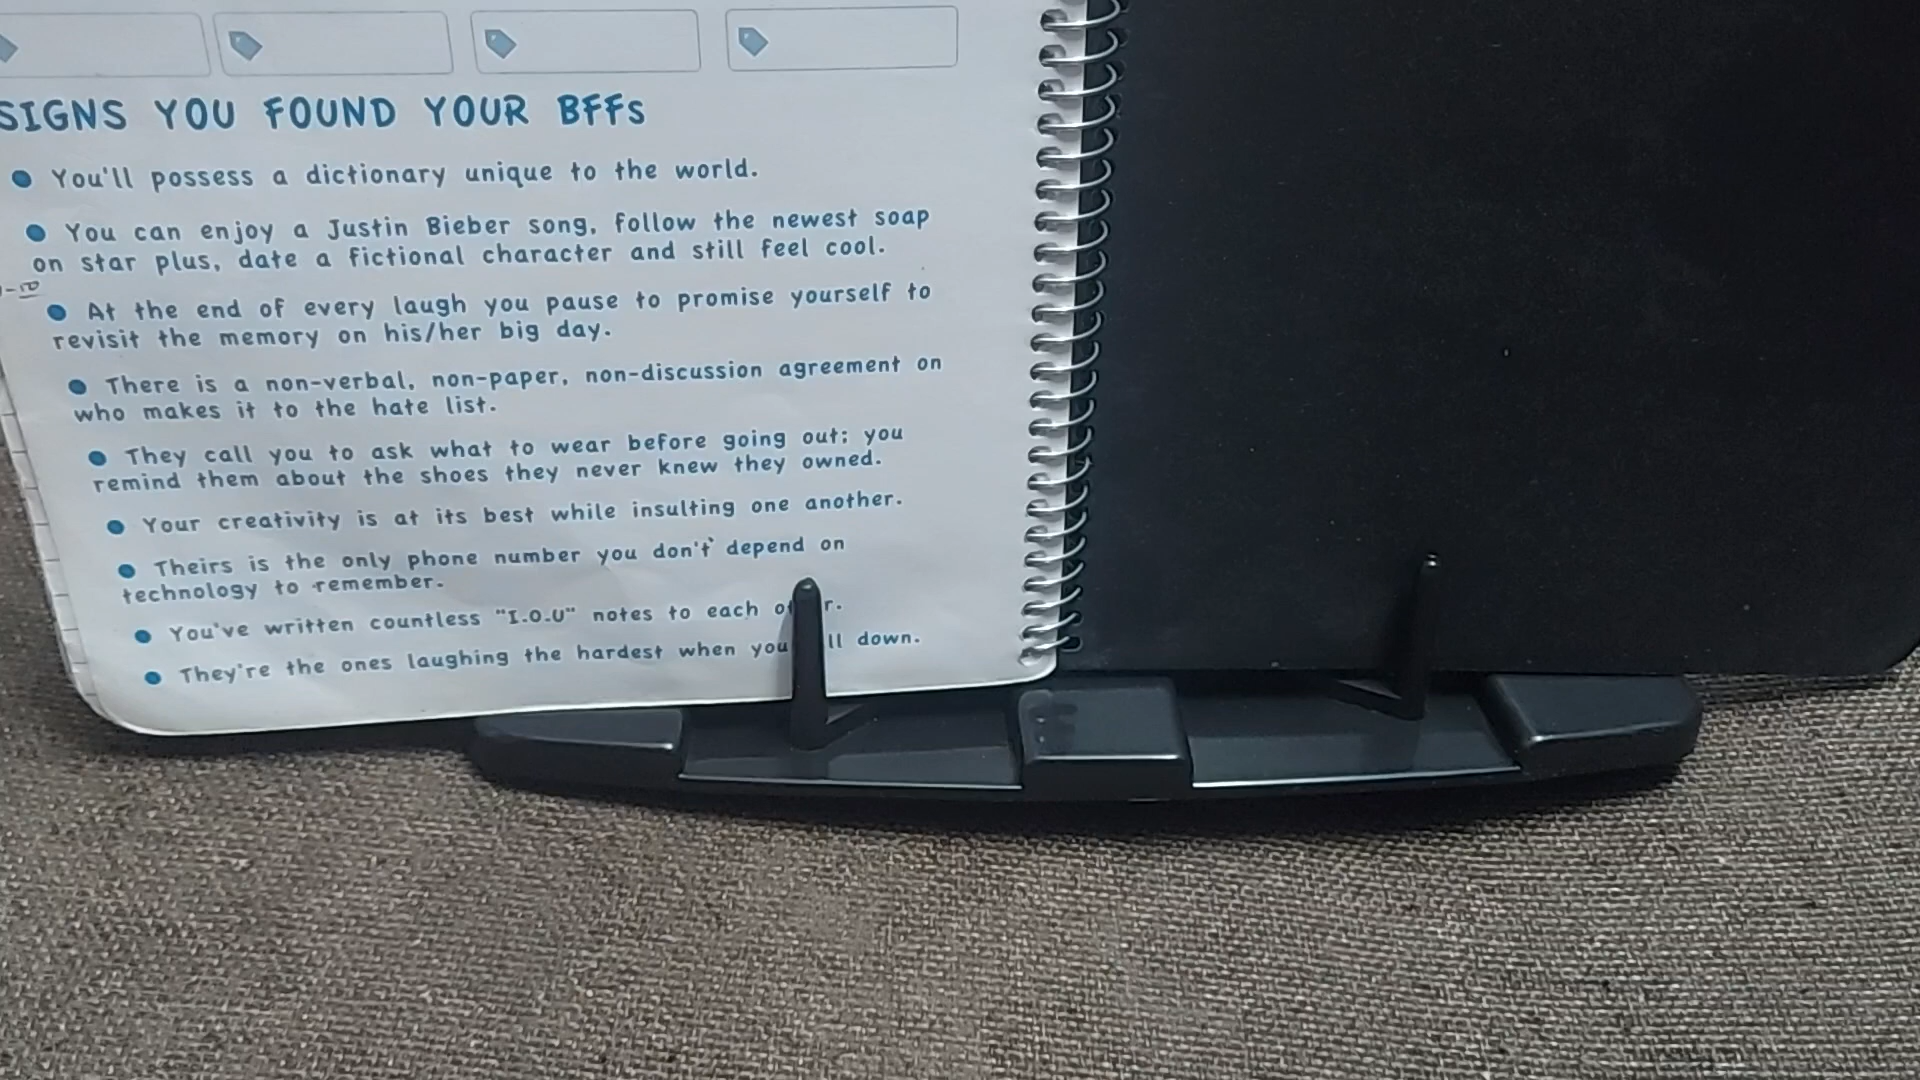 SIGNS YOU FOUND YOUR BFFs
You'll possess a dictionary unique to the world.
You can enjoy a Justin Bieber song, follow the newest soap
on star plus, date a fictional character and still feel cool.
At the end of every laugh you pause to promise yourself to
revisit the memory on his/her big day.
There is a non-verbal, non-paper, non-discussion agreement on
who makes it to the hate list.
They call you to ask what to wear before going out; you
remind them about the shoes they never knew they owned.
Your creativity is at its best while insulting one another.
Theirs is the only phone number you don't depend on
technology to remember.
You've written countless "I.O.U" notes to each
They're the ones laughing the hardest when you down.